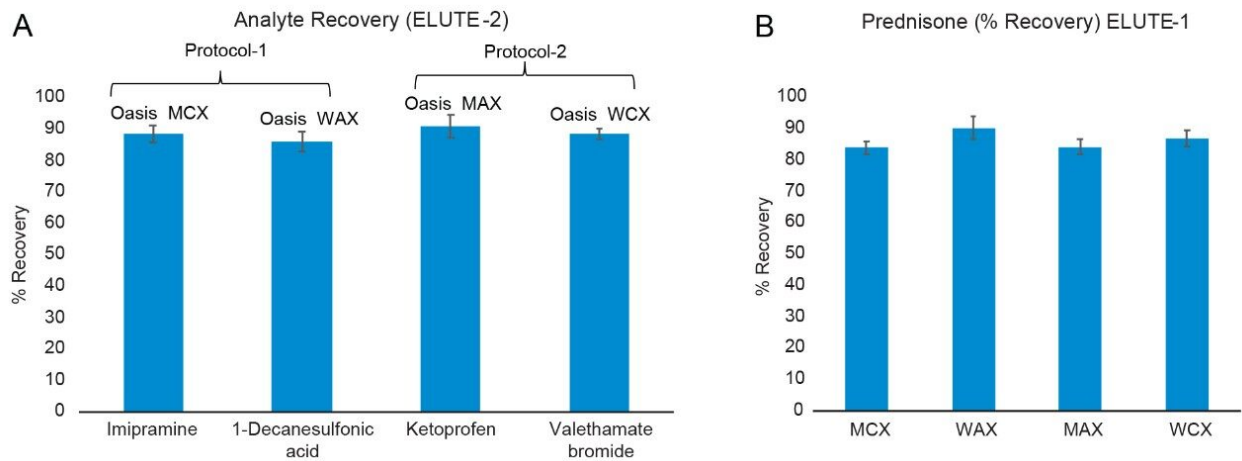 A
Analyte Recovery (ELUTE-2)
Protocol-1
Protocol-2
100
90
80
70
60
50
40
30
20
10
0
% Recovery
Oasis MCX
Oasis WAX
Oasis MAX
Oasis WCX
Imipramine
1-Decanesulfonic
acid
Ketoprofen
Valethamate
bromide
B
Prednisone (% Recovery) ELUTE-1
100
90
80
70
60
50
40
30
20
10
0
% Recovery
MCX
WAX
MAX
WCX